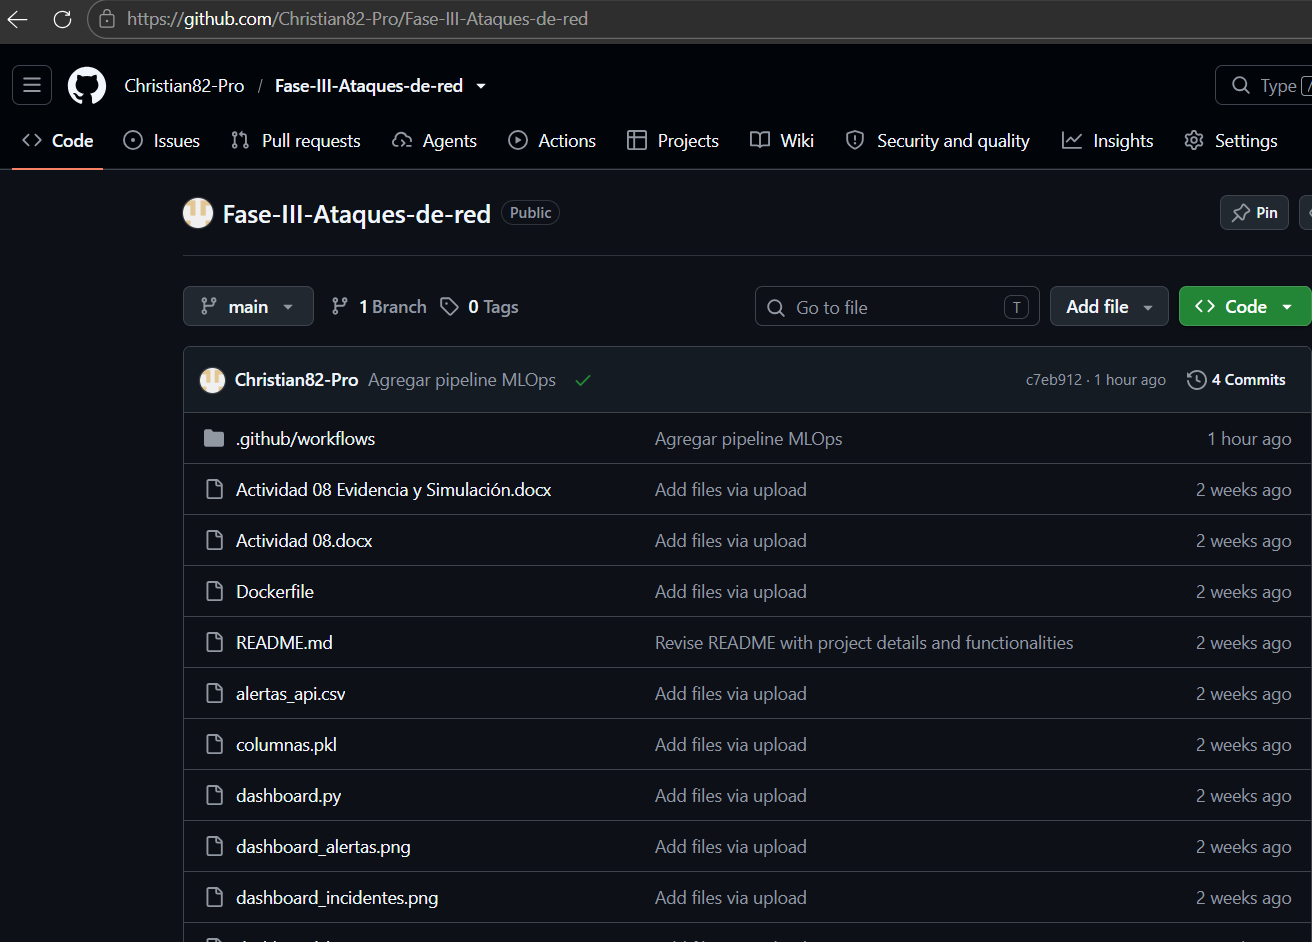 https://github.com/Christian82-Pro/Fase-III-Ataques-de-red
Christian82-Pro / Fase-III-Ataques-de-red
Type /
Code Issues Pull requests Agents Actions Projects Wiki Security and quality Insights Settings
Fase-III-Ataques-de-red Public
Pin
main 1 Branch 0 Tags Go to file T Add file Code
Christian82-Pro Agregar pipeline MLOps c7eb912 · 1 hour ago 4 Commits
.github/workflows Agregar pipeline MLOps 1 hour ago
Actividad 08 Evidencia y Simulación.docx Add files via upload 2 weeks ago
Actividad 08.docx Add files via upload 2 weeks ago
Dockerfile Add files via upload 2 weeks ago
README.md Revise README with project details and functionalities 2 weeks ago
alertas_api.csv Add files via upload 2 weeks ago
columnas.pkl Add files via upload 2 weeks ago
dashboard.py Add files via upload 2 weeks ago
dashboard_alertas.png Add files via upload 2 weeks ago
dashboard_incidentes.png Add files via upload 2 weeks ago